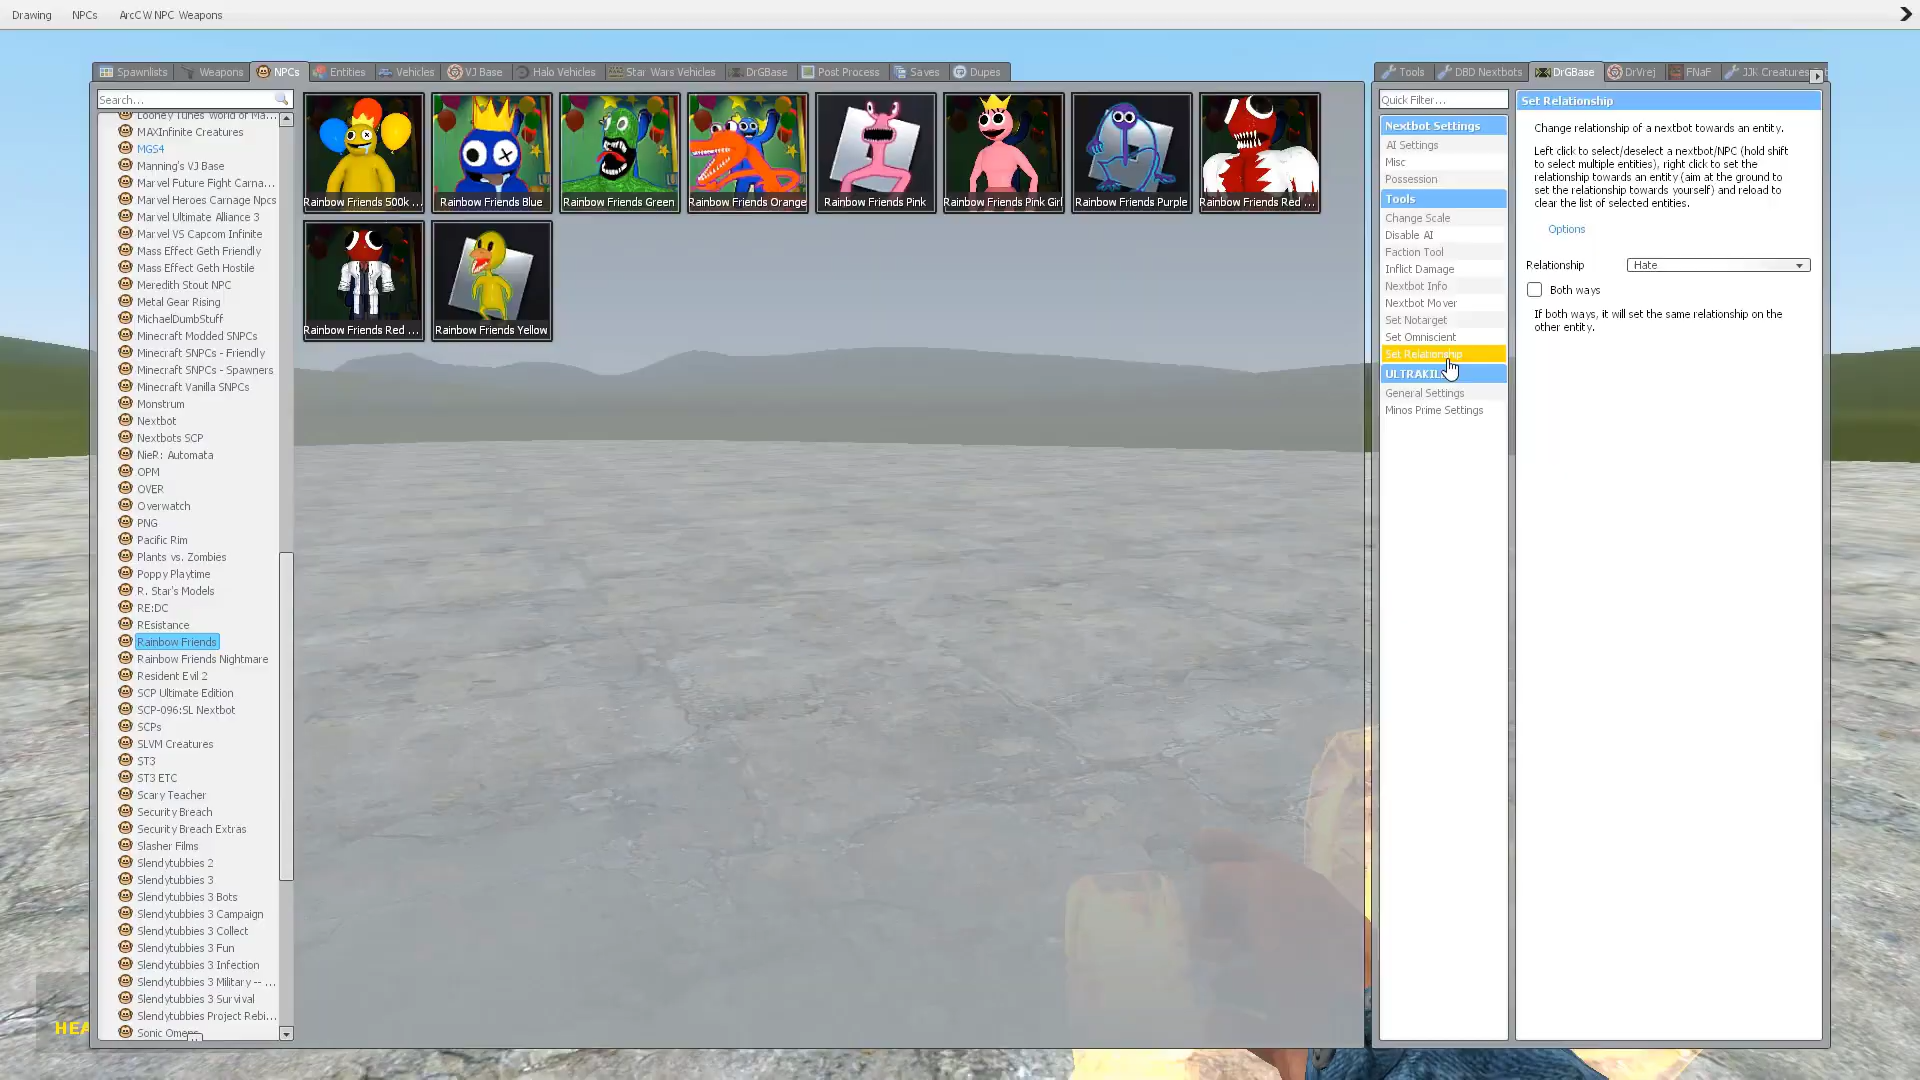 Drawing NPCs ArcCW NPC Weapons
Spawnlists Weapons NPCs Entities Vehicles VJ Base Halo Vehicles Star Wars Vehicles DrGBase Post Process Saves Dupes
Search...
Looney Tunes World of Ma...
MAXInfinite Creatures
MGS4
Manning's VJ Base
Marvel Future Fight Carna...
Marvel Heroes Carnage Npcs
Marvel Ultimate Alliance 3
Marvel VS Capcom Infinite
Mass Effect Geth Friendly
Mass Effect Geth Hostile
Meredith Stout NPC
Metal Gear Rising
MichaelDumbStuff
Minecraft Modded SNPCs
Minecraft SNPCs - Friendly
Minecraft SNPCs - Spawners
Minecraft Vanilla SNPCs
Monstrum
Nextbot
Nextbots SCP
NieR: Automata
OPM
OVER
Overwatch
PNG
Pacific Rim
Plants vs. Zombies
Poppy Playtime
R. Star's Models
RE:DC
REsistance
Rainbow Friends
Rainbow Friends Nightmare
Resident Evil 2
SCP Ultimate Edition
SCP-096:SL Nextbot
SCPs
SLVM Creatures
ST3
ST3 ETC
Scary Teacher
Security Breach
Security Breach Extras
Slasher Films
Slendytubbies 2
Slendytubbies 3
Slendytubbies 3 Bots
Slendytubbies 3 Campaign
Slendytubbies 3 Collect
Slendytubbies 3 Fun
Slendytubbies 3 Infection
Slendytubbies 3 Military -- ...
Slendytubbies 3 Survival
Slendytubbies Project Rebi...
Sonic Omens
Rainbow Friends 500k ... Rainbow Friends Blue Rainbow Friends Green Rainbow Friends Orange Rainbow Friends Pink Rainbow Friends Pink Girl Rainbow Friends Purple Rainbow Friends Red ...
Rainbow Friends Red ... Rainbow Friends Yellow
HEA
Tools DBD Nextbots DrGBase DrVrej FNaF JJK Creatures
Quick Filter...
Nextbot Settings
AI Settings
Misc
Possession
Tools
Change Scale
Disable AI
Faction Tool
Inflict Damage
Nextbot Info
Nextbot Mover
Set Notarget
Set Omniscient
Set Relationship
ULTRAKIL
General Settings
Minos Prime Settings
Set Relationship
Change relationship of a nextbot towards an entity.
Left click to select/deselect a nextbot/NPC (hold shift
to select multiple entities), right click to set the
relationship towards an entity (aim at the ground to
set the relationship towards yourself) and reload to
clear the list of selected entities.
Options
Relationship Hate
Both ways
If both ways, it will set the same relationship on the
other entity.